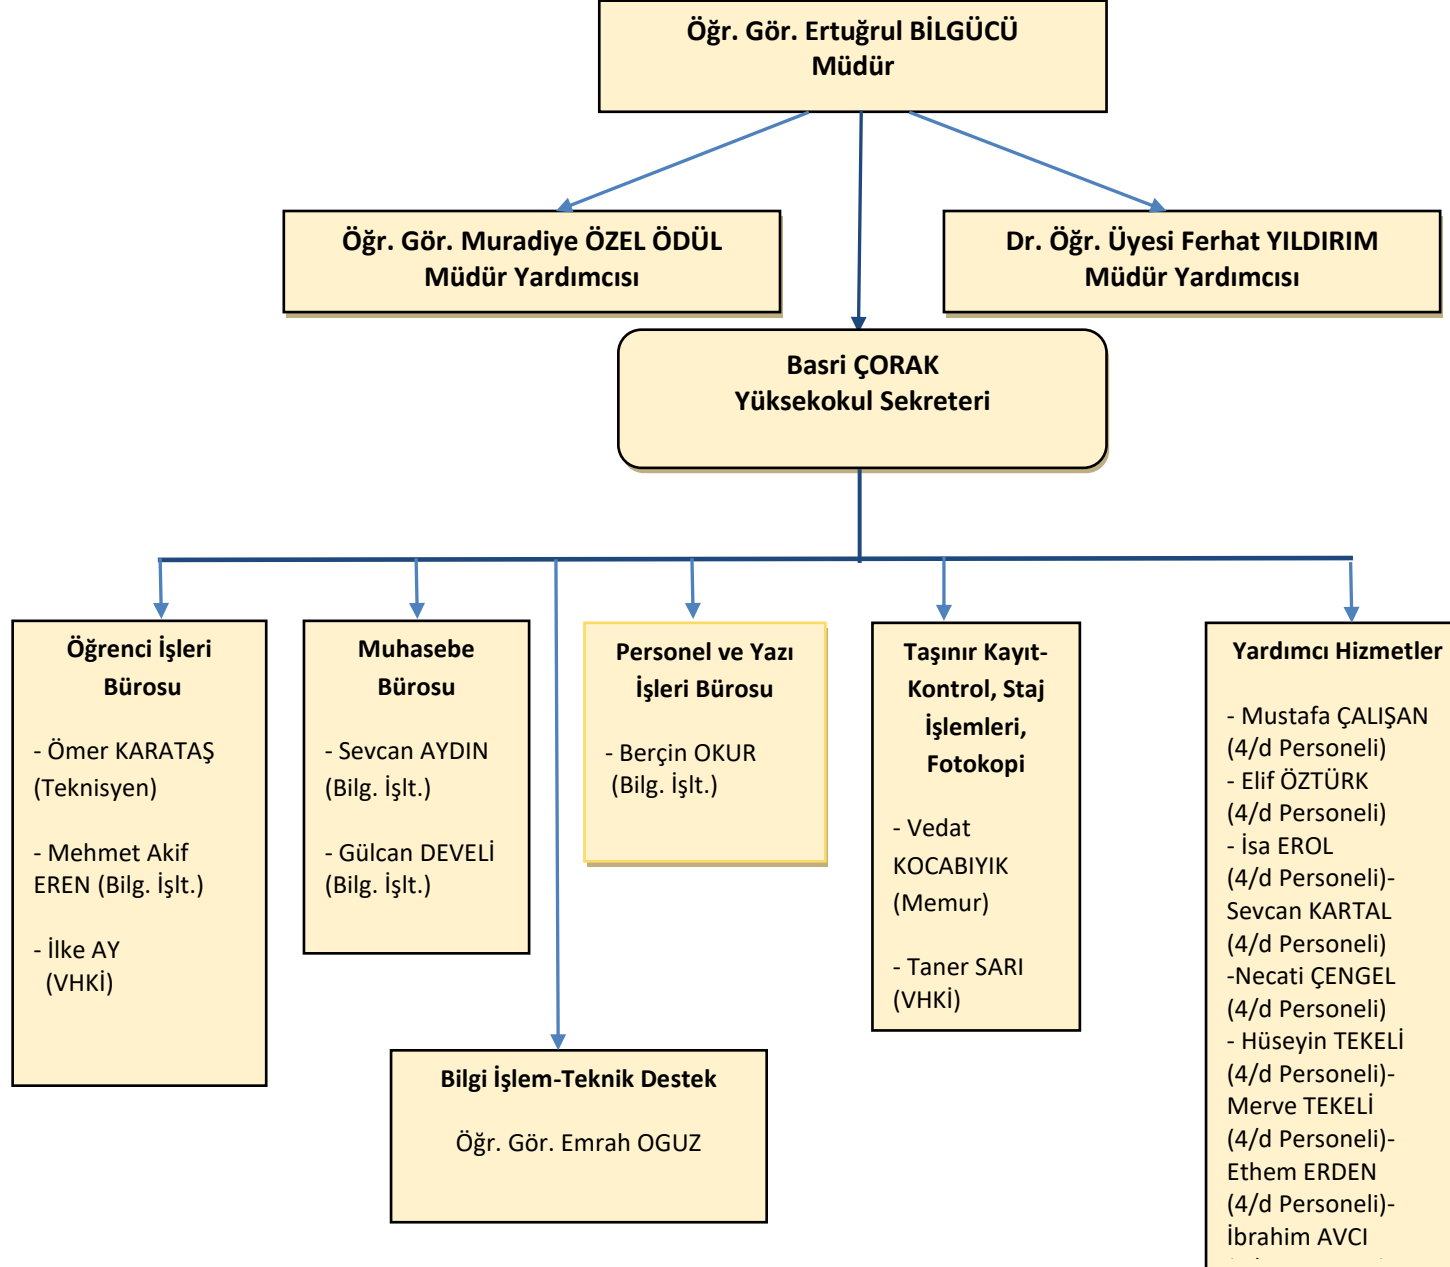 Öğr. Gör. Ertuğrul BİLGÜCÜ
Müdür
Öğr. Gör. Muradiye ÖZEL ÖDÜL
Müdür Yardımcısı
Dr. Öğr. Üyesi Ferhat YILDIRIM
Müdür Yardımcısı
Basri ÇORAK
Yüksekokul Sekreteri
Öğrenci İşleri
Bürosu
- Ömer KARATAŞ
(Teknisyen)
- Mehmet Akif
EREN (Bilg. İşlt.)
- İlke AY
(VHKİ)
Muhasebe
Bürosu
- Sevcan AYDIN
(Bilg. İşlt.)
- Gülcan DEVELİ
(Bilg. İşlt.)
Personel ve Yazı
İşleri Bürosu
- Berçin OKUR
(Bilg. İşlt.)
Taşınır Kayıt-
Kontrol, Staj
İşlemleri,
Fotokopi
- Vedat
KOCABIYIK
(Memur)
- Taner SARI
(VHKİ)
Yardımcı Hizmetler
- Mustafa ÇALIŞAN
(4/d Personeli)
- Elif ÖZTÜRK
(4/d Personeli)
- İsa EROL
(4/d Personeli)-
Sevcan KARTAL
(4/d Personeli)
-Necati ÇENGEL
(4/d Personeli)
- Hüseyin TEKELİ
(4/d Personeli)-
Merve TEKELİ
(4/d Personeli)-
Ethem ERDEN
(4/d Personeli)-
İbrahim AVCI
Bilgi İşlem-Teknik Destek
Öğr. Gör. Emrah OGUZ